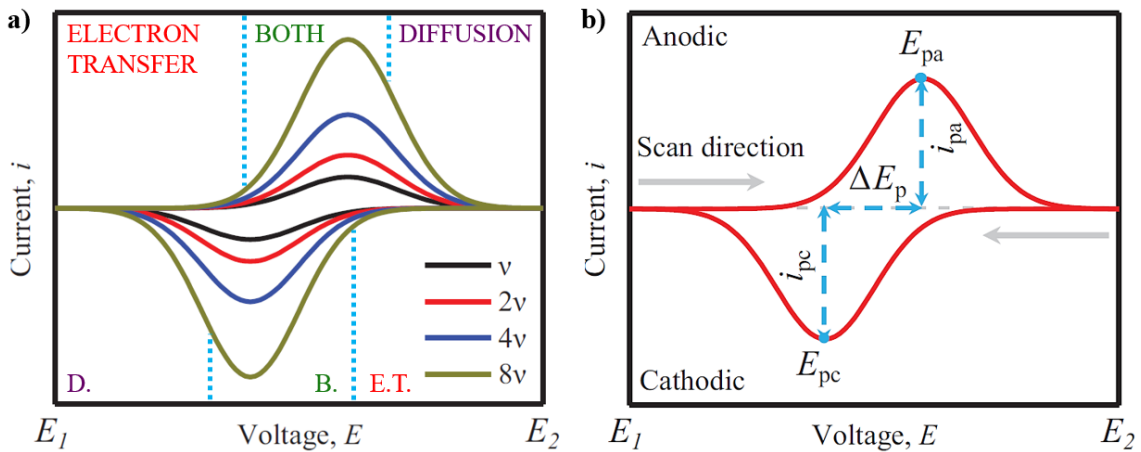 a)
ELECTRON
TRANSFER
BOTH
DIFFUSION
Current, i
ν
2ν
4ν
8ν
D.
B.
E.T.
E1
Voltage, E
E2
b)
Anodic
Epa
Scan direction
ipa
ΔEp
ipc
Epc
Cathodic
Current, i
E1
Voltage, E
E2